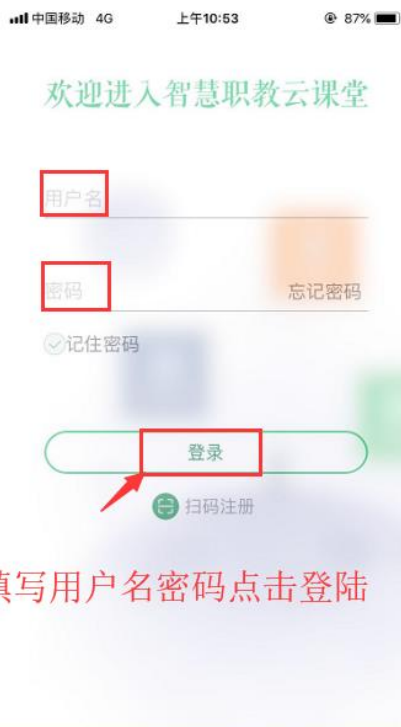 中国移动 4G 上午10:53 87%
欢迎进入智慧职教云课堂
用户名
密码 忘记密码
记住密码
登录
扫码注册
填写用户名密码点击登陆